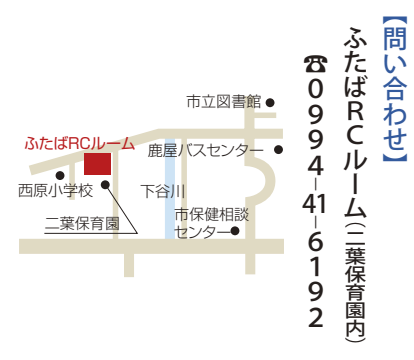 【問い合わせ】
ふたばRCルーム(二葉保育園内)
☎0994-41-6192
市立図書館
ふたばRCルーム
鹿屋バスセンター
西原小学校
下谷川
二葉保育園
市保健相談
センター